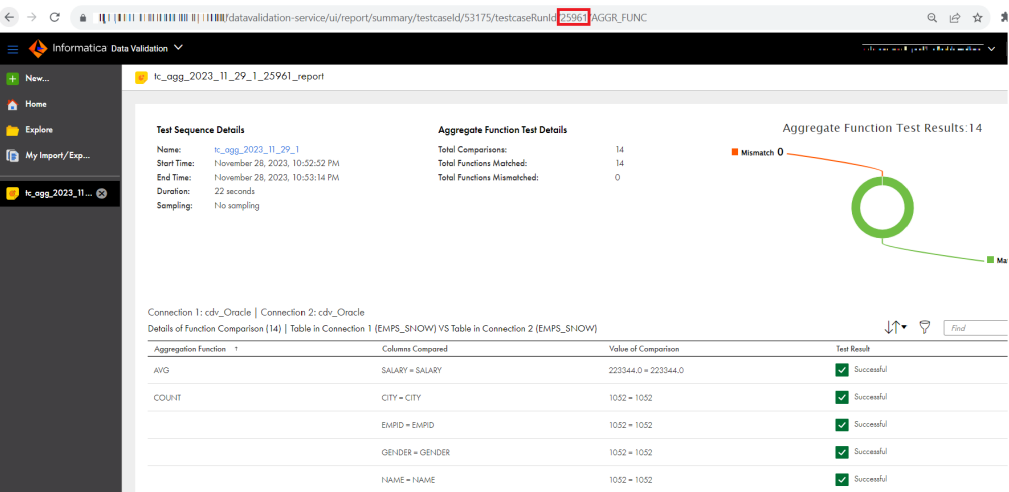 /datavalidation-service/ui/report/summary/testcaseId/53175/testcaseRunId/25961/AGGR_FUNC
Informatica Data Validation
New...
Home
Explore
My Import/Exp...
tc_agg_2023_11...
tc_agg_2023_11_29_1_25961_report
Test Sequence Details
Name: tc_agg_2023_11_29_1
Start Time: November 28, 2023, 10:52:52 PM
End Time: November 28, 2023, 10:53:14 PM
Duration: 22 seconds
Sampling: No sampling
Aggregate Function Test Details
Total Comparisons: 14
Total Functions Matched: 14
Total Functions Mismatched: 0
Aggregate Function Test Results:14
Mismatch 0
Ma
Connection 1: cdv_Oracle | Connection 2: cdv_Oracle
Details of Function Comparison (14) | Table in Connection 1 (EMPS_SNOW) VS Table in Connection 2 (EMPS_SNOW)
Find
Aggregation Function ↑ Columns Compared Value of Comparison Test Result
AVG SALARY = SALARY 223344.0 = 223344.0 Successful
COUNT CITY = CITY 1052 = 1052 Successful
EMPID = EMPID 1052 = 1052 Successful
GENDER = GENDER 1052 = 1052 Successful
NAME = NAME 1052 = 1052 Successful